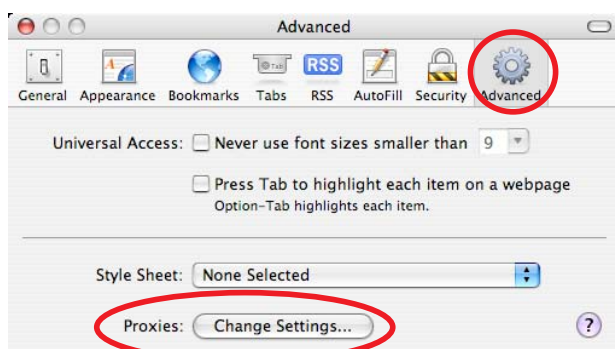 Advanced
General Appearance Bookmarks Tabs RSS AutoFill Security Advanced
Universal Access: Never use font sizes smaller than 9
Press Tab to highlight each item on a webpage
Option-Tab highlights each item.
Style Sheet: None Selected
Proxies: Change Settings... ?